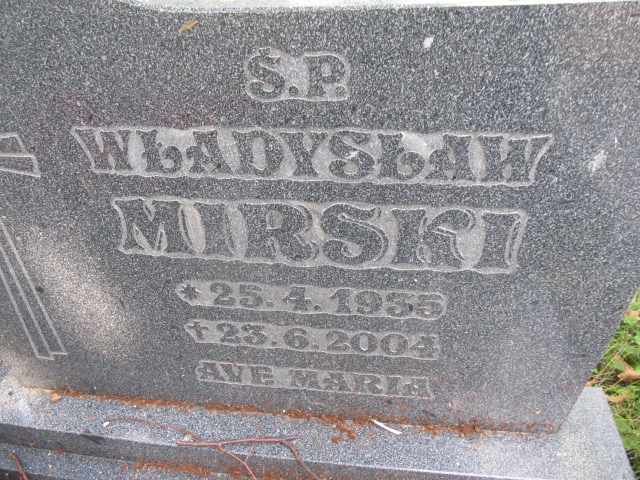 Ś.P.
WŁADYSŁAW
MIRSKI
* 25.4.1935
† 23.6.2004
AVE MARIA